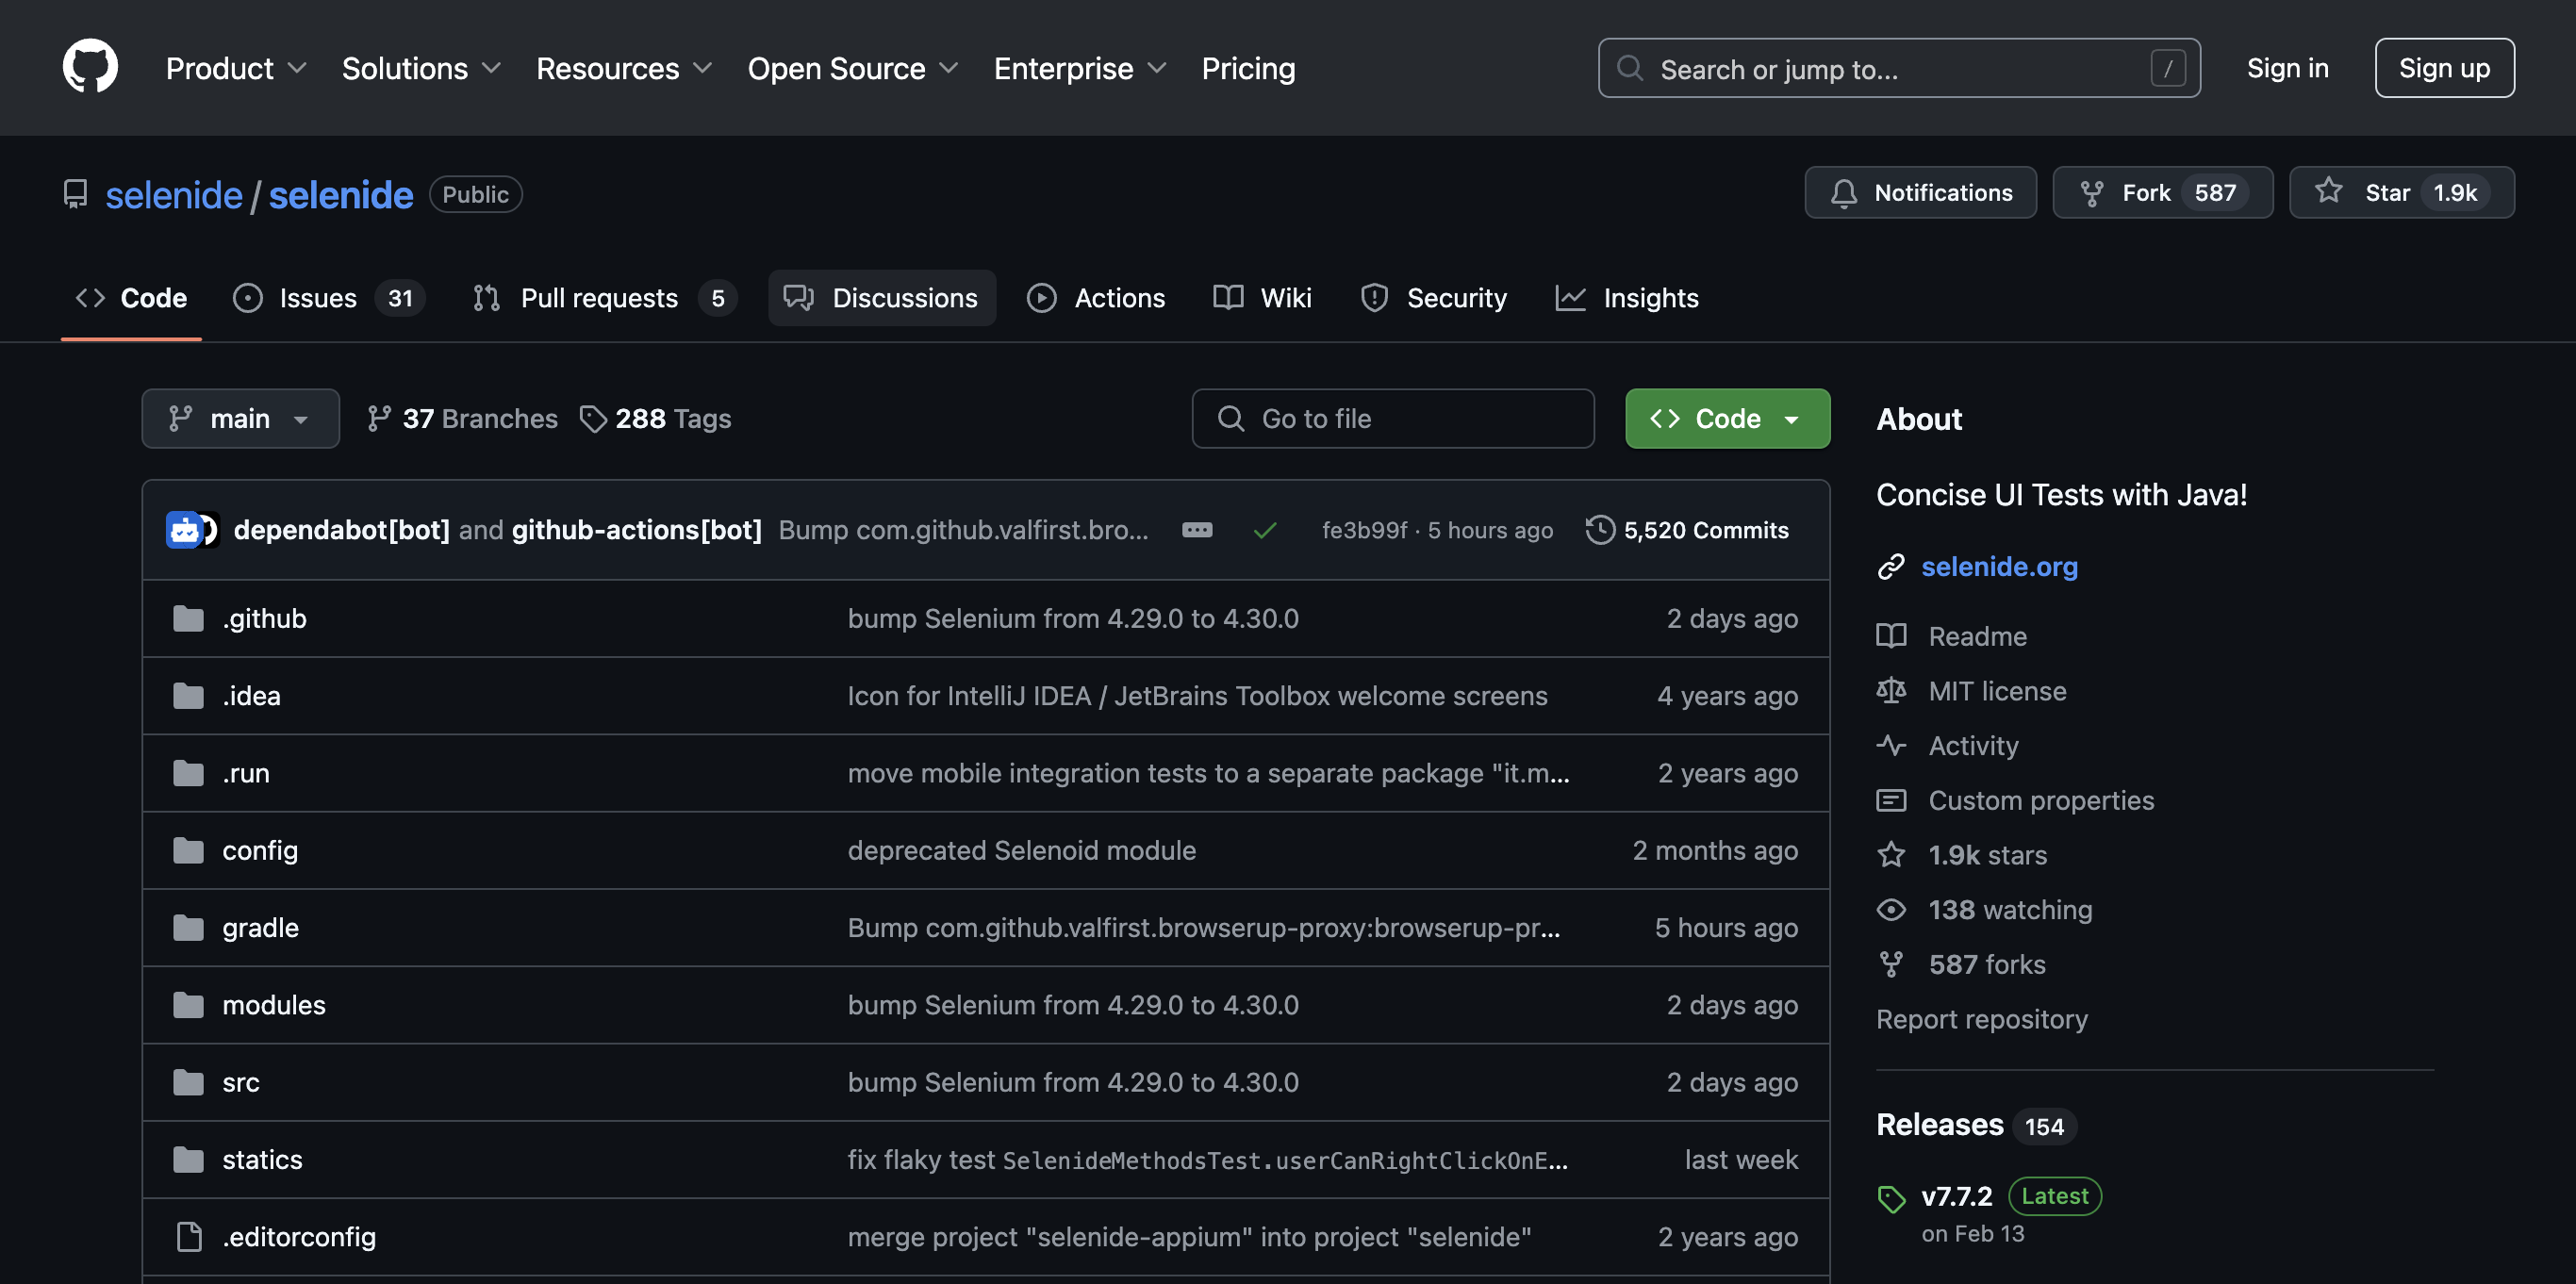 Product Solutions Resources Open Source Enterprise Pricing Search or jump to... / Sign in Sign up
selenide / selenide Public Notifications Fork 587 Star 1.9k
Code Issues 31 Pull requests 5 Discussions Actions Wiki Security Insights
main 37 Branches 288 Tags Go to file Code
dependabot[bot] and github-actions[bot] Bump com.github.valfirst.bro... fe3b99f · 5 hours ago 5,520 Commits
.github bump Selenium from 4.29.0 to 4.30.0 2 days ago
.idea Icon for IntelliJ IDEA / JetBrains Toolbox welcome screens 4 years ago
.run move mobile integration tests to a separate package "it.m... 2 years ago
config deprecated Selenoid module 2 months ago
gradle Bump com.github.valfirst.browserup-proxy:browserup-pr... 5 hours ago
modules bump Selenium from 4.29.0 to 4.30.0 2 days ago
src bump Selenium from 4.29.0 to 4.30.0 2 days ago
statics fix flaky test SelenideMethodsTest.userCanRightClickOnE... last week
.editorconfig merge project "selenide-appium" into project "selenide" 2 years ago
About
Concise UI Tests with Java!
selenide.org
Readme
MIT license
Activity
Custom properties
1.9k stars
138 watching
587 forks
Report repository
Releases 154
v7.7.2 Latest
on Feb 13